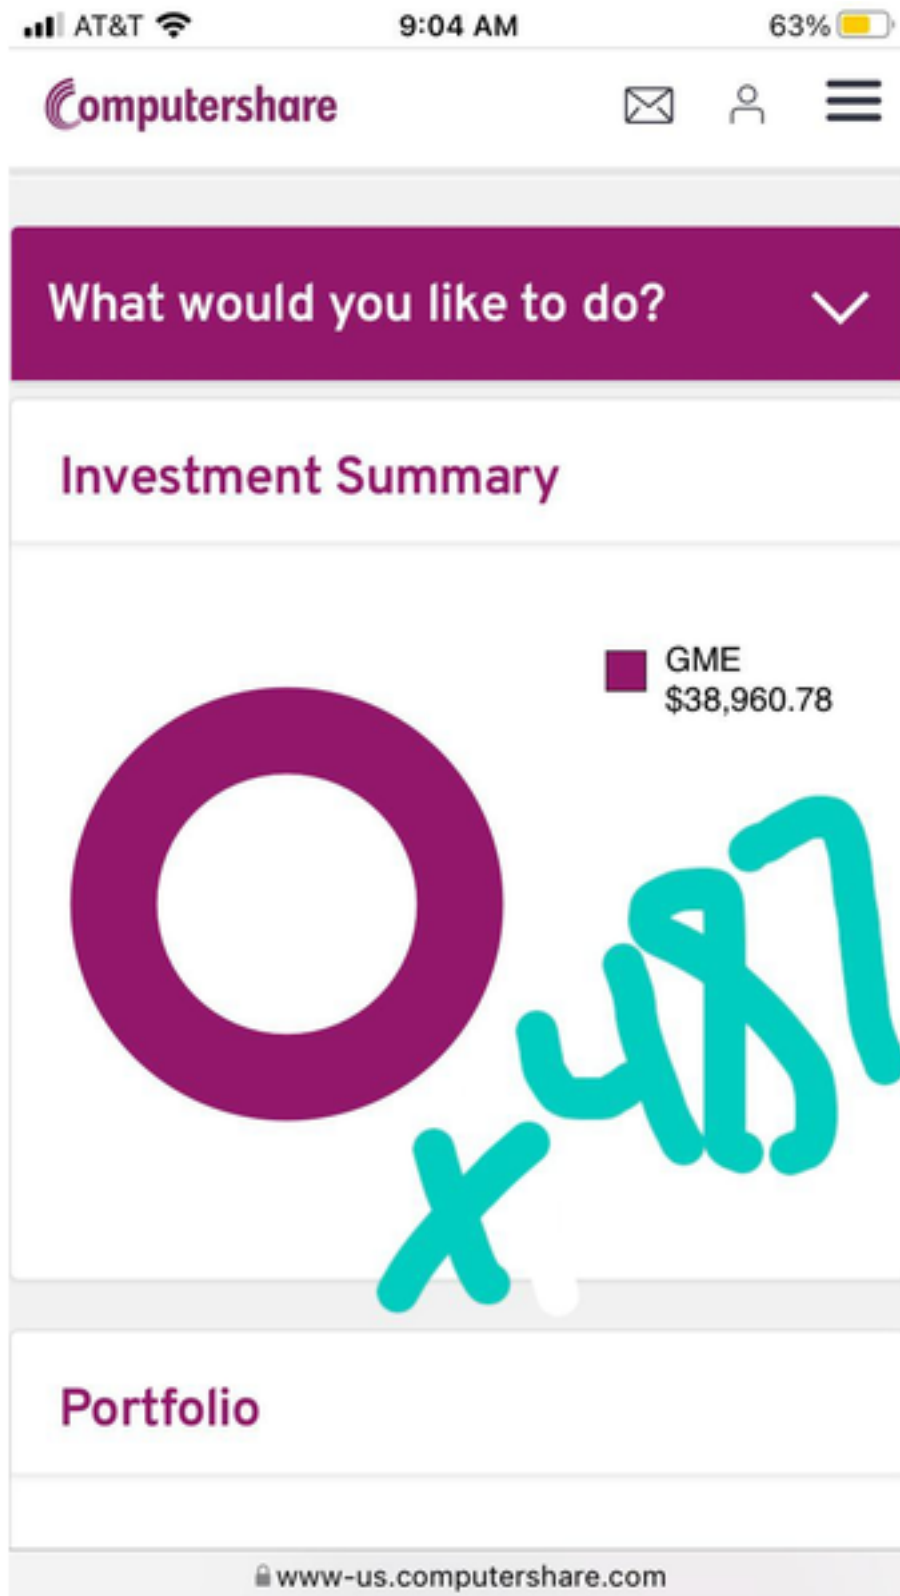 AT&T 9:04 AM 63%
Computershare
What would you like to do?
Investment Summary
GME
$38,960.78
x487
Portfolio
www-us.computershare.com